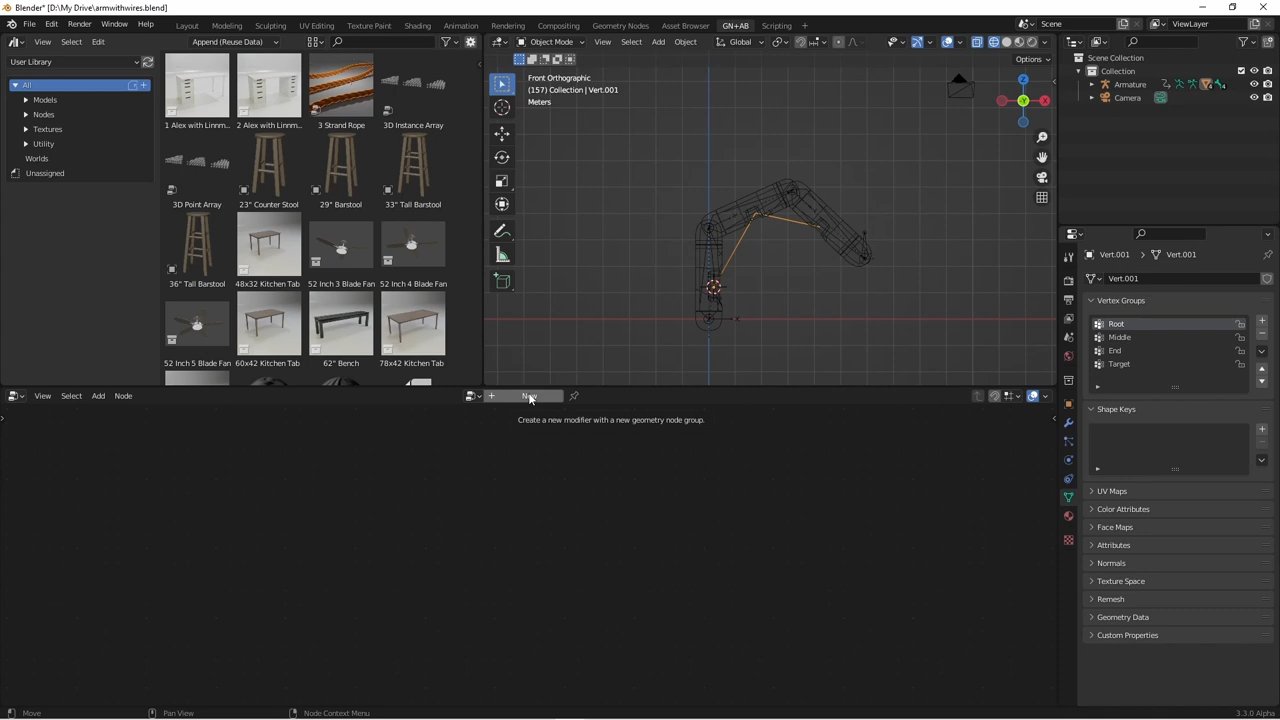 Blender* [D:\My Drive\armwithwires.blend]
File Edit Render Window Help
Layout Modeling Sculpting UV Editing Texture Paint Shading Animation Rendering Compositing Geometry Nodes Asset Browser GN+AB Scripting +
Scene ViewLayer
View Select Edit Append (Reuse Data)
Object Mode View Select Add Object Global
Options
User Library
All
Models
Nodes
Textures
Utility
Worlds
Unassigned
1 Alex with Linnm... 2 Alex with Linnm... 3 Strand Rope 3D Instance Array
3D Point Array 23" Counter Stool 29" Barstool 33" Tall Barstool
36" Tall Barstool 48x32 Kitchen Tab 52 Inch 3 Blade Fan 52 Inch 4 Blade Fan
52 Inch 5 Blade Fan 60x42 Kitchen Tab 62" Bench 78x42 Kitchen Tab
Front Orthographic
(157) Collection | Vert.001
Meters
Z
Y
X
Scene Collection
Collection
Armature 4 4
Camera
Vert.001 > Vert.001
Vert.001
Vertex Groups
Root
Middle
End
Target
Shape Keys
UV Maps
Color Attributes
Face Maps
Attributes
Normals
Texture Space
Remesh
Geometry Data
Custom Properties
View Select Add Node
+ New
Create a new modifier with a new geometry node group.
Move Pan View Node Context Menu
3.3.0 Alpha